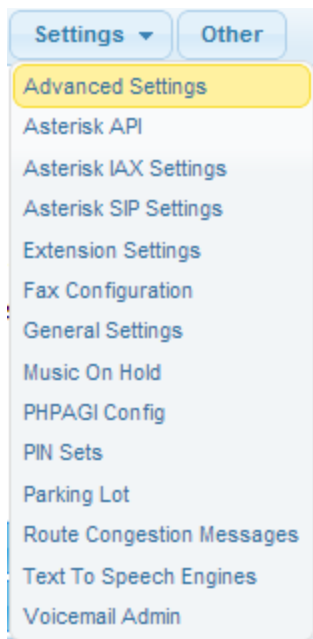 Settings Other
Advanced Settings
Asterisk API
Asterisk IAX Settings
Asterisk SIP Settings
Extension Settings
Fax Configuration
General Settings
Music On Hold
PHPAGI Config
PIN Sets
Parking Lot
Route Congestion Messages
Text To Speech Engines
Voicemail Admin